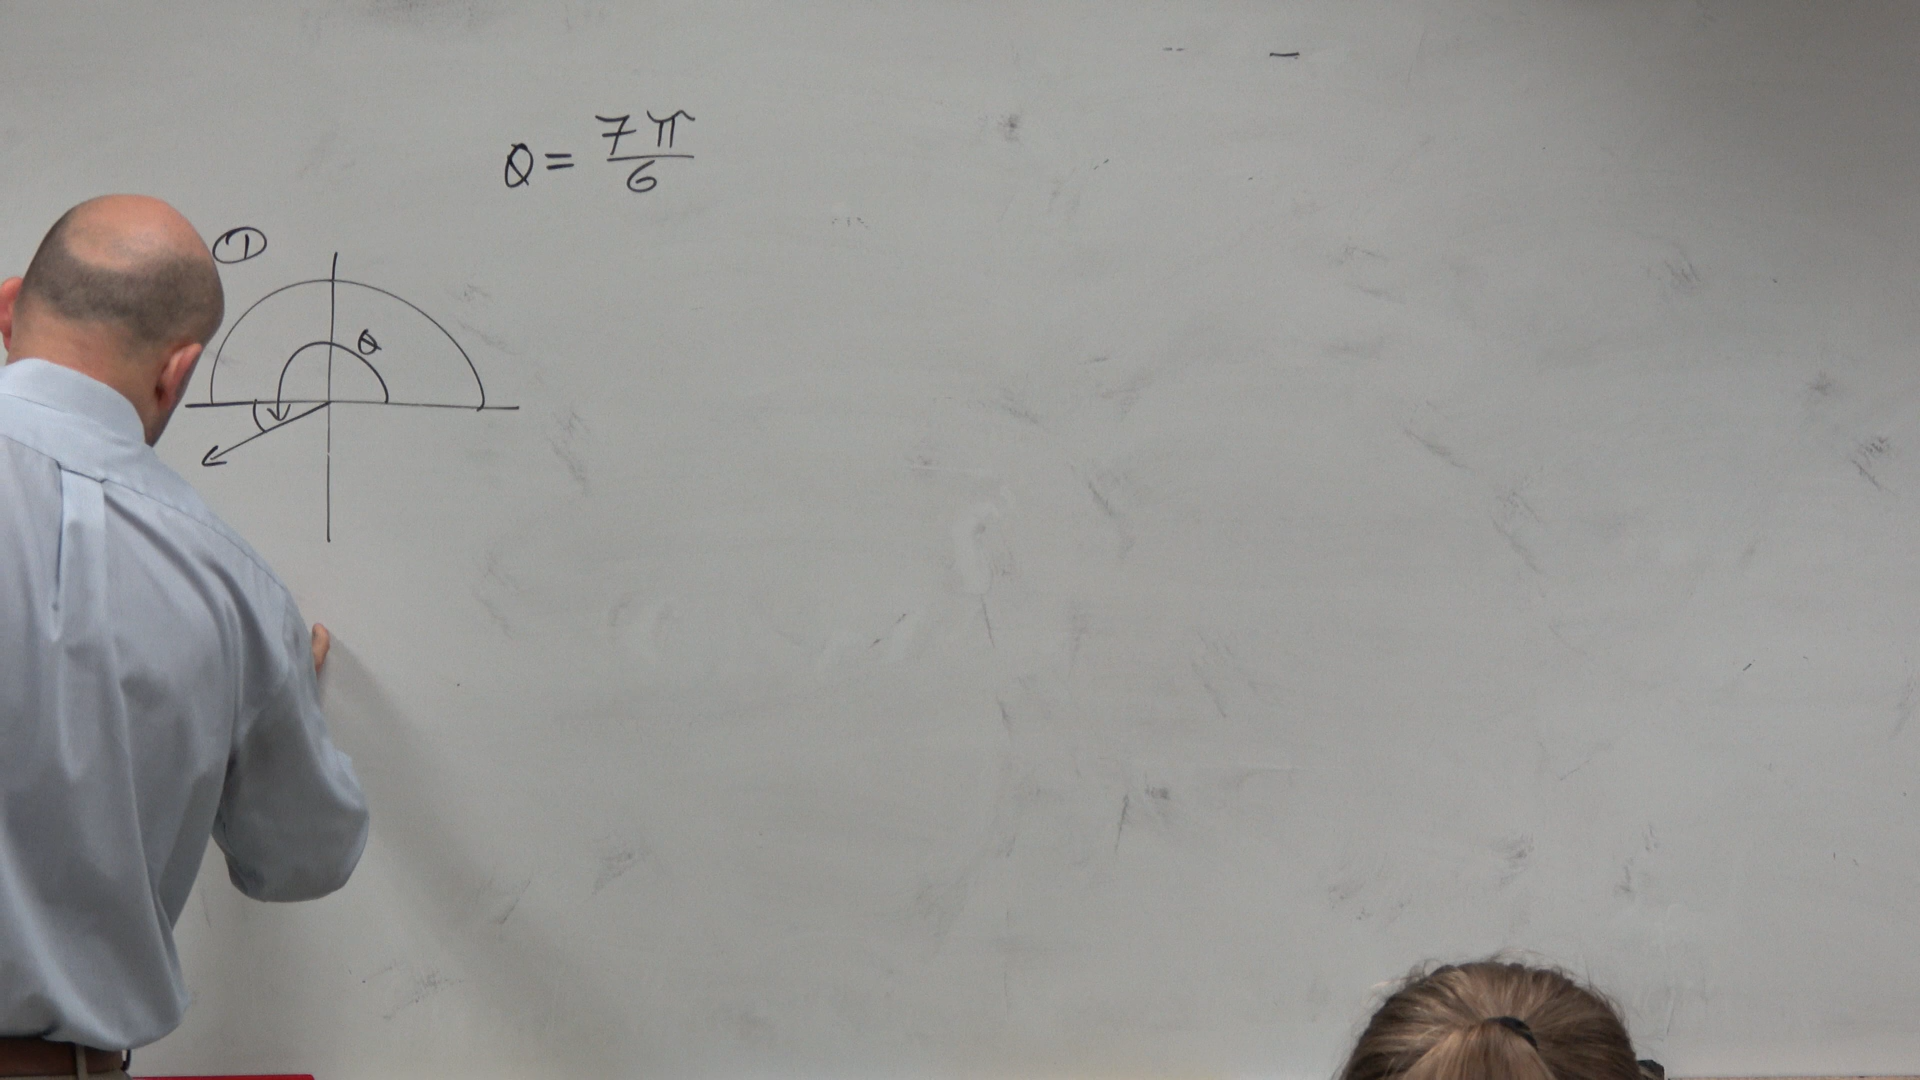 θ = 7π/6
①
θ